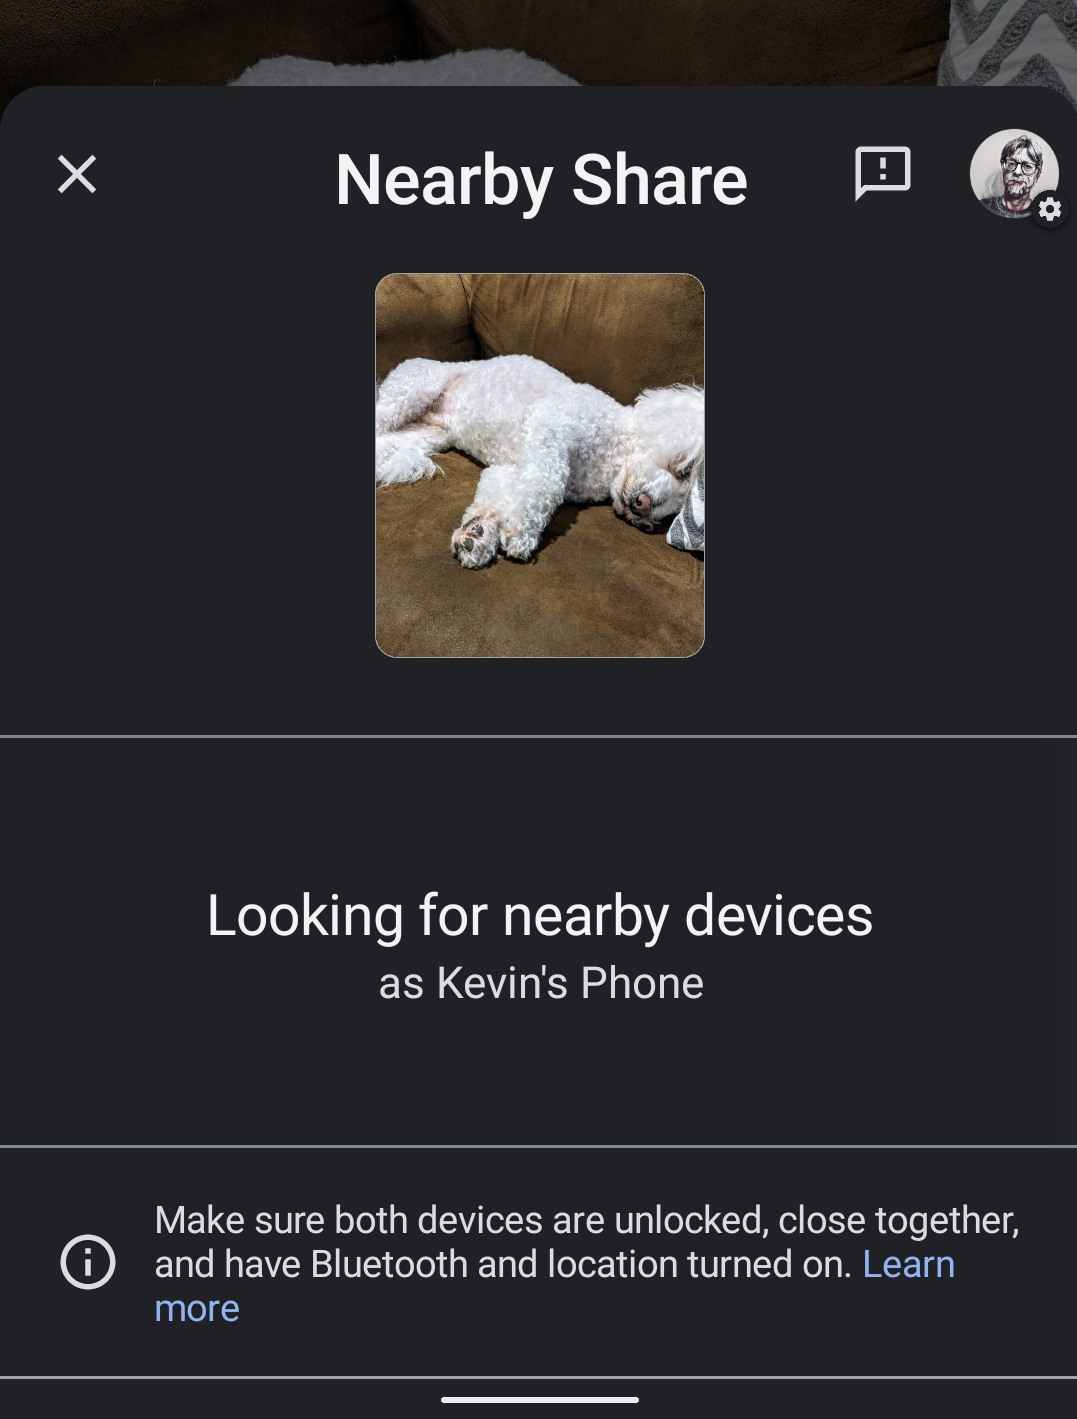 Nearby Share
Looking for nearby devices
as Kevin's Phone
Make sure both devices are unlocked, close together,
and have Bluetooth and location turned on. Learn
more